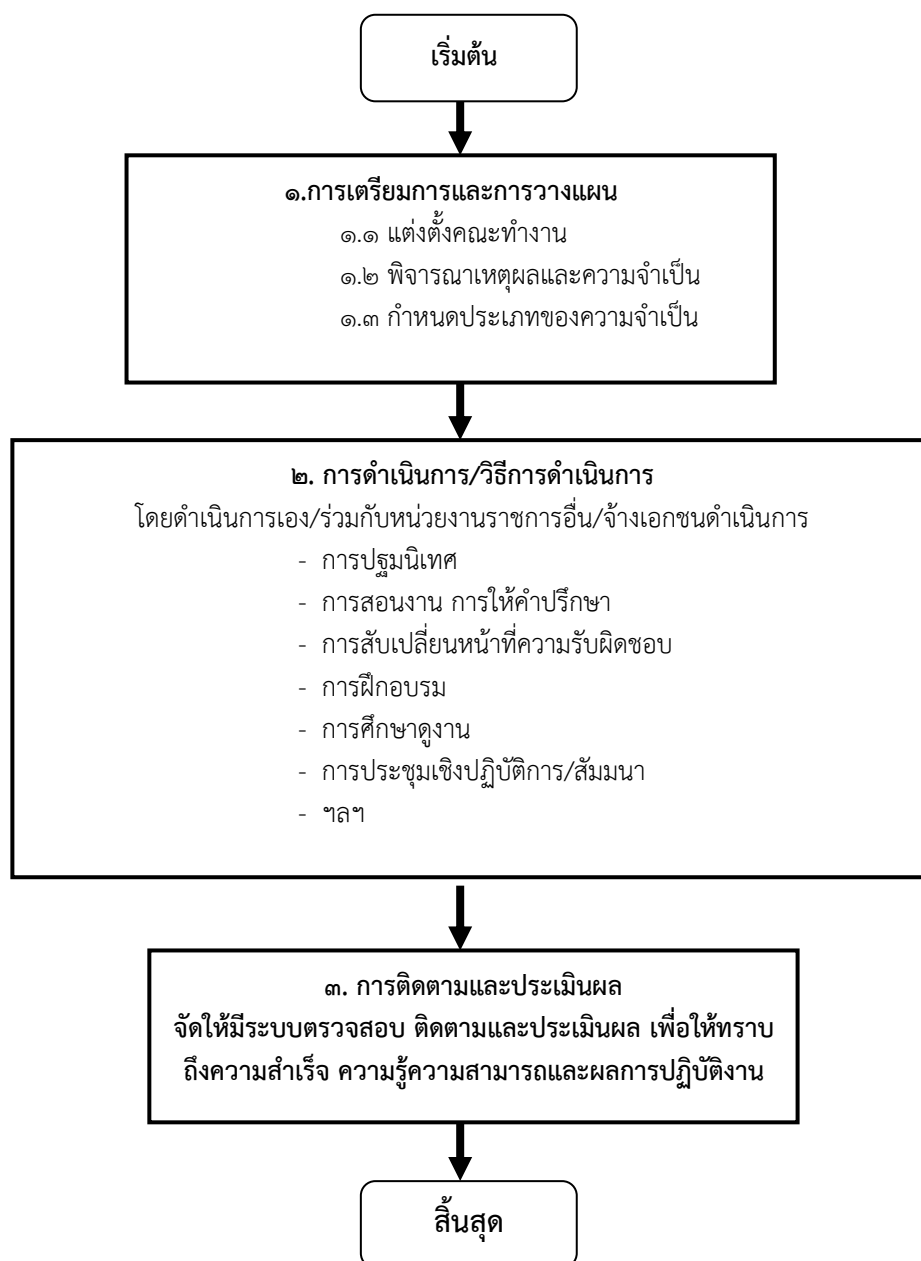 เริ่มต้น
๑.การเตรียมการและการวางแผน
๑.๑ แต่งตั้งคณะทำงาน
๑.๒ พิจารณาเหตุผลและความจำเป็น
๑.๓ กำหนดประเภทของความจำเป็น
๒. การดำเนินการ/วิธีการดำเนินการ
โดยดำเนินการเอง/ร่วมกับหน่วยงานราชการอื่น/จ้างเอกชนดำเนินการ
- การปฐมนิเทศ
- การสอนงาน การให้คำปรึกษา
- การสับเปลี่ยนหน้าที่ความรับผิดชอบ
- การฝึกอบรม
- การศึกษาดูงาน
- การประชุมเชิงปฏิบัติการ/สัมมนา
- ฯลฯ
๓. การติดตามและประเมินผล
จัดให้มีระบบตรวจสอบ ติดตามและประเมินผล เพื่อให้ทราบ
ถึงความสำเร็จ ความรู้ความสามารถและผลการปฏิบัติงาน
สิ้นสุด